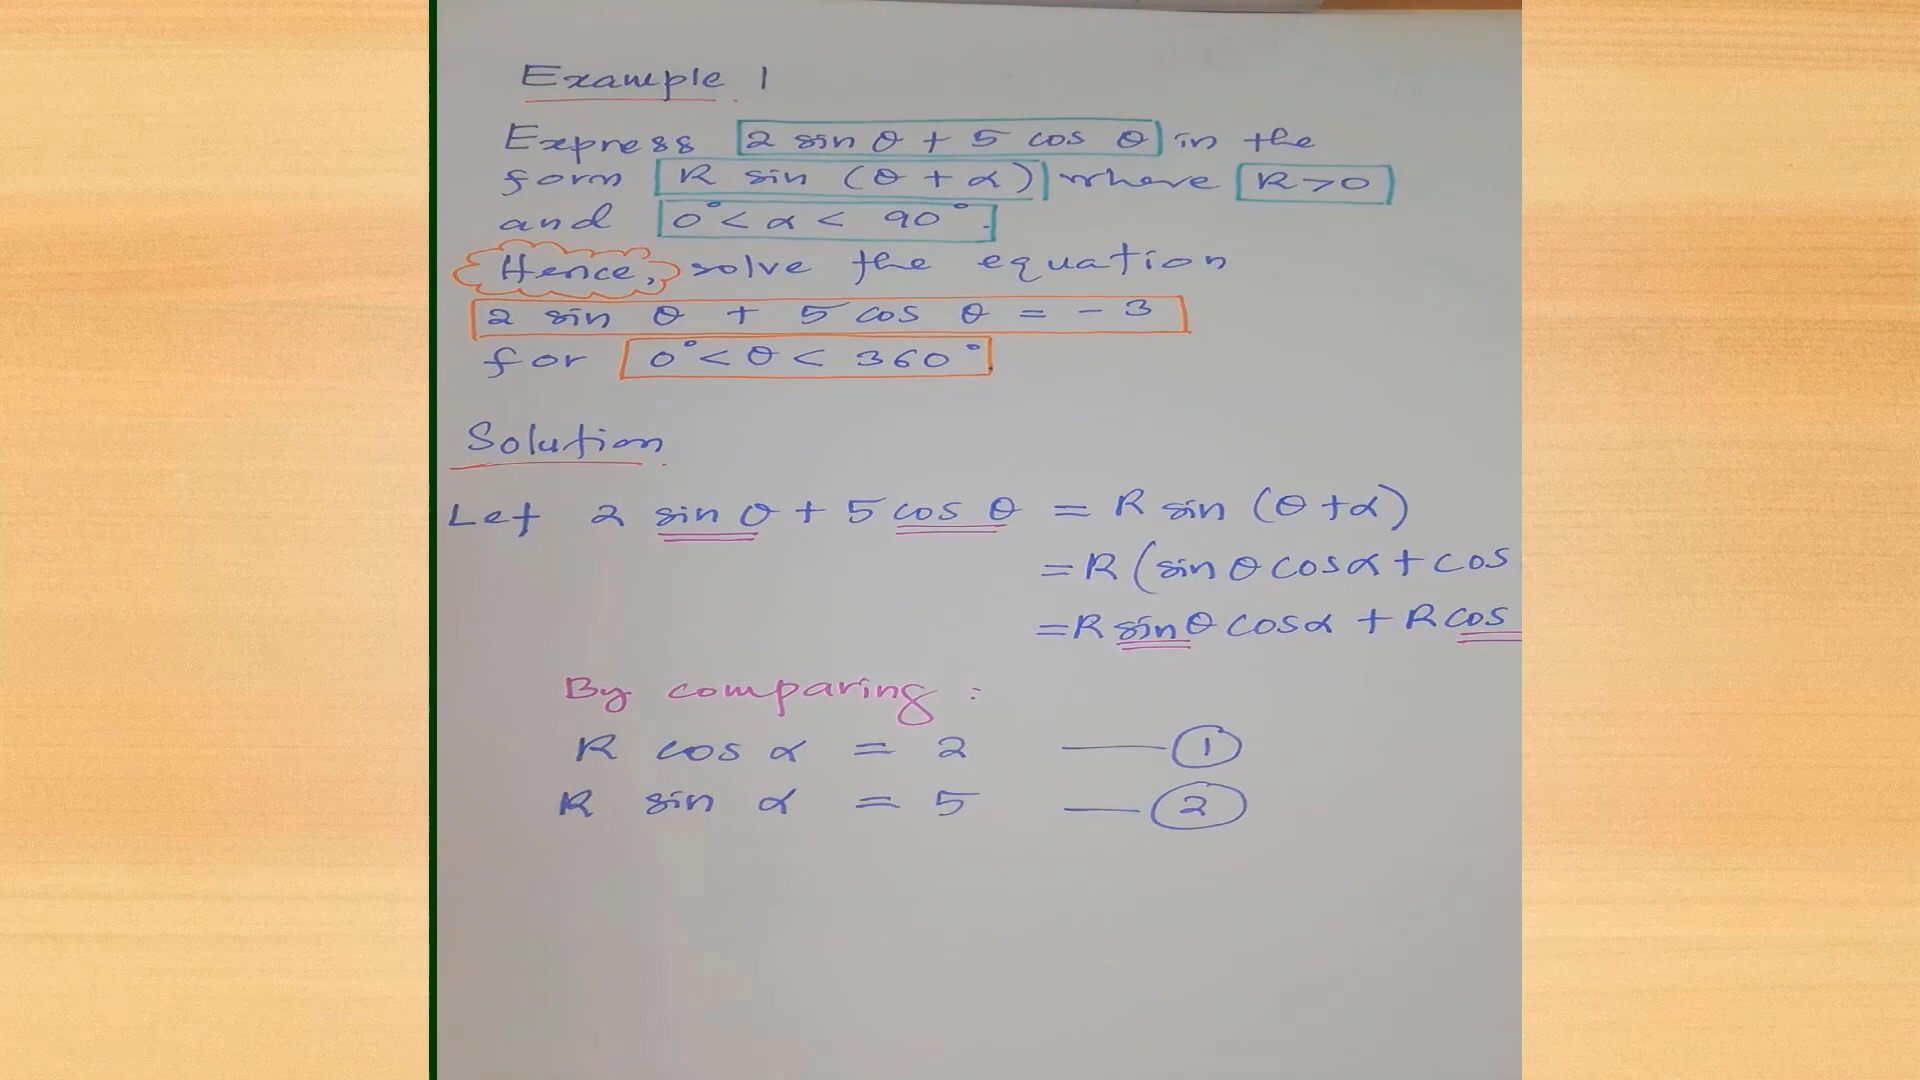 Example 1
Express 2 sin θ + 5 cos θ in the
form R sin (θ + α) where R > 0
and 0° < α < 90°.
Hence, solve the equation
2 sin θ + 5 cos θ = - 3
for 0° < θ < 360°
Solution
Let 2 sin θ + 5 cos θ = R sin (θ + α)
= R (sin θ cos α + cos
= R sin θ cos α + R cos
By comparing :
R cos α = 2 — ①
R sin α = 5 — ②